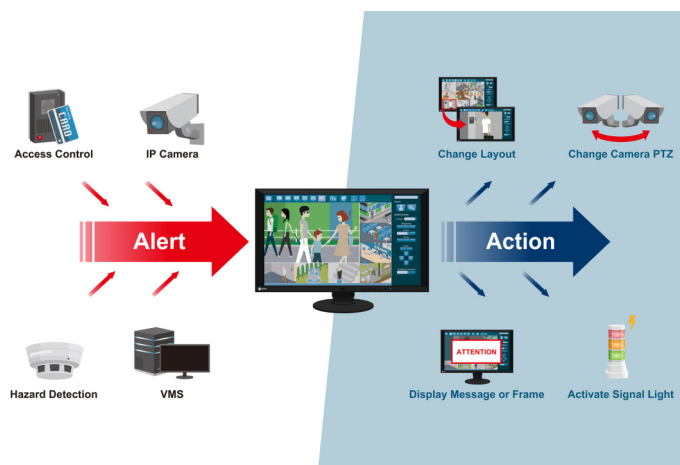 Access Control
IP Camera
Change Layout
Change Camera PTZ
CARD
Alert
Action
ATTENTION
Hazard Detection
VMS
Display Message or Frame
Activate Signal Light